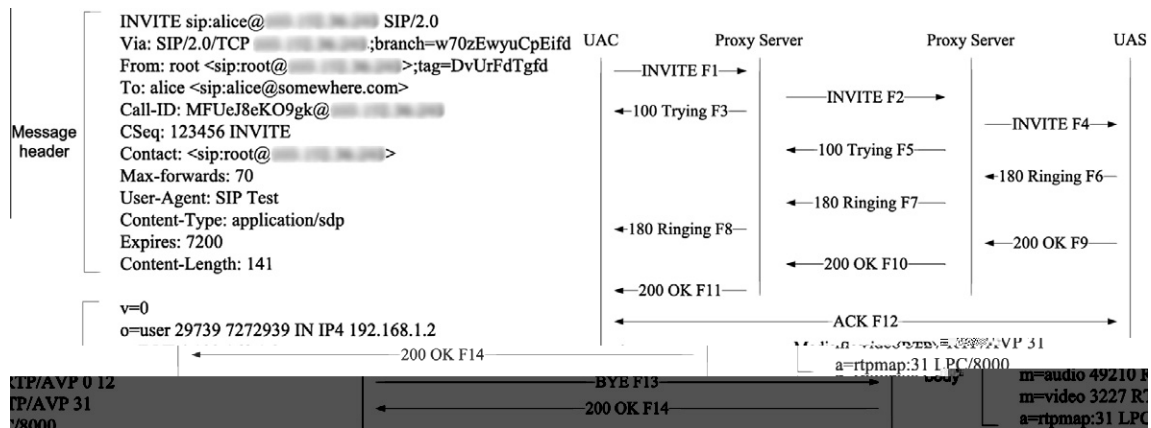 INVITE sip:alice@ SIP/2.0
Via: SIP/2.0/TCP ;branch=w70zEwyuCpEifd
From: root <sip:root@ >;tag=DvUrFdTgfd
To: alice <sip:alice@somewhere.com>
Call-ID: MFUeJ8eKO9gk@
CSeq: 123456 INVITE
Contact: <sip:root@ >
Max-forwards: 70
User-Agent: SIP Test
Content-Type: application/sdp
Expires: 7200
Content-Length: 141
Message
header
v=0
o=user 29739 7272939 IN IP4 192.168.1.2
UAC
Proxy Server
Proxy Server
UAS
INVITE F1
INVITE F2
100 Trying F3
INVITE F4
100 Trying F5
180 Ringing F6
180 Ringing F7
180 Ringing F8
200 OK F9
200 OK F10
200 OK F11
ACK F12
200 OK F14
AVP 31
a=rtpmap:31 LPC/8000
RTP/AVP 0 12
TP/AVP 31
/8000
BYE F13
200 OK F14
body
m=audio 49210 R
m=video 3227 RT
a=rtpmap:31 LPC